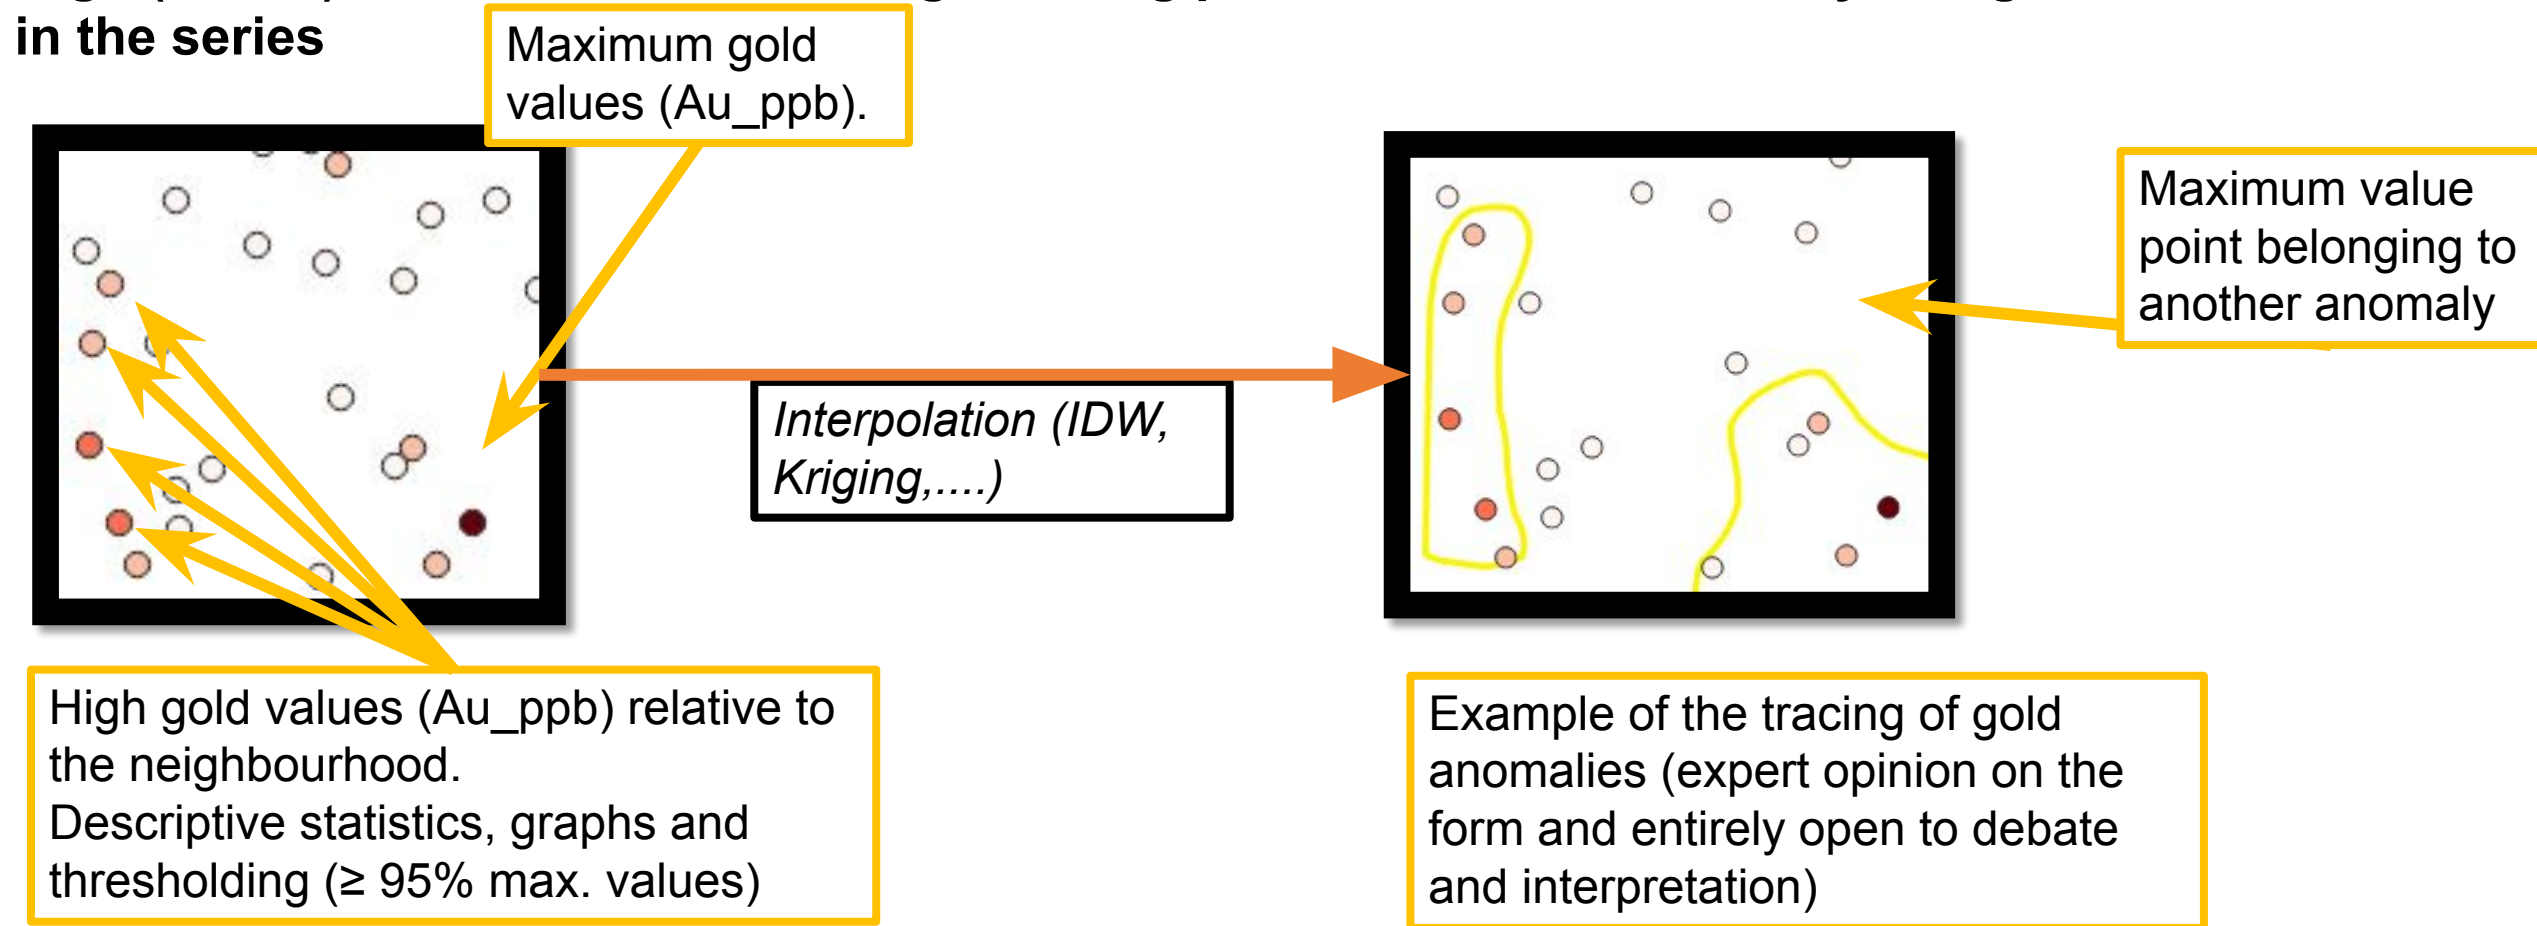 in the series
Maximum gold
values (Au_ppb).
Maximum value
point belonging to
another anomaly
Interpolation (IDW,
Kriging,....)
High gold values (Au_ppb) relative to
the neighbourhood.
Descriptive statistics, graphs and
thresholding (≥ 95% max. values)
Example of the tracing of gold
anomalies (expert opinion on the
form and entirely open to debate
and interpretation)